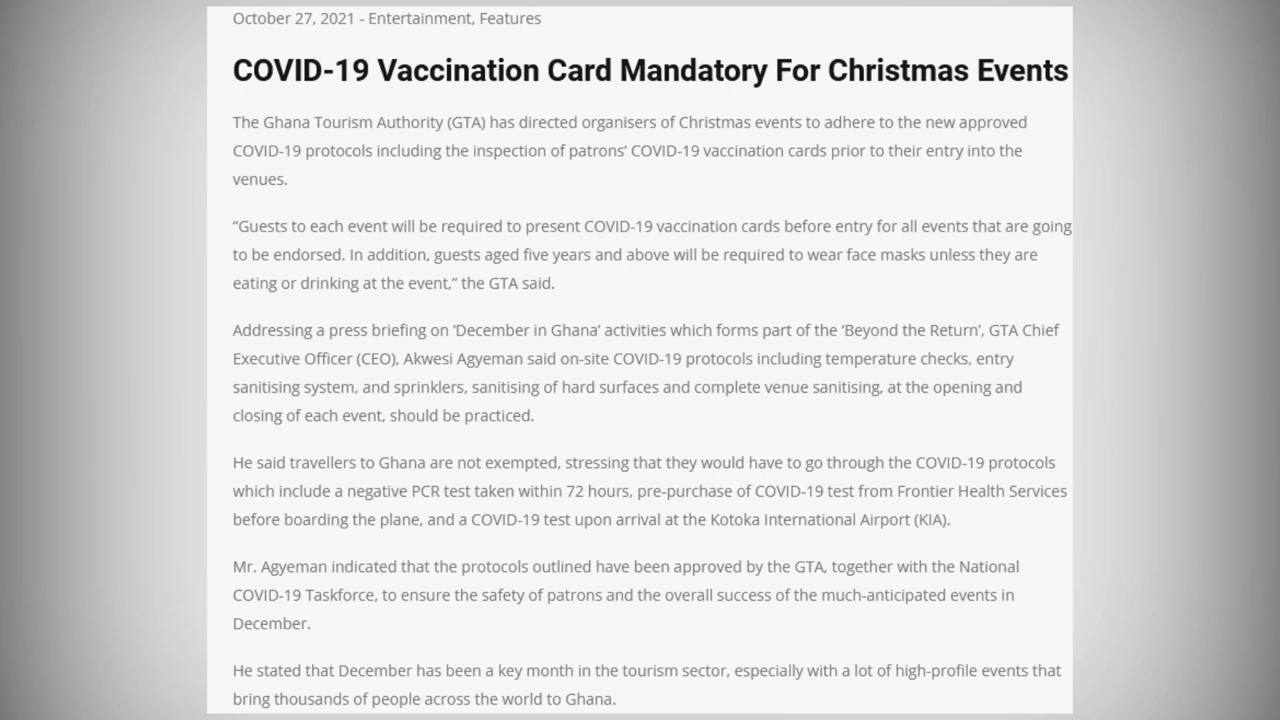 October 27, 2021 - Entertainment, Features
COVID-19 Vaccination Card Mandatory For Christmas Events
The Ghana Tourism Authority (GTA) has directed organisers of Christmas events to adhere to the new approved
COVID-19 protocols including the inspection of patrons’ COVID-19 vaccination cards prior to their entry into the
venues.
“Guests to each event will be required to present COVID-19 vaccination cards before entry for all events that are going
to be endorsed. In addition, guests aged five years and above will be required to wear face masks unless they are
eating or drinking at the event,” the GTA said.
Addressing a press briefing on ‘December in Ghana’ activities which forms part of the ‘Beyond the Return’, GTA Chief
Executive Officer (CEO), Akwesi Agyeman said on-site COVID-19 protocols including temperature checks, entry
sanitising system, and sprinklers, sanitising of hard surfaces and complete venue sanitising, at the opening and
closing of each event, should be practiced.
He said travellers to Ghana are not exempted, stressing that they would have to go through the COVID-19 protocols
which include a negative PCR test taken within 72 hours, pre-purchase of COVID-19 test from Frontier Health Services
before boarding the plane, and a COVID-19 test upon arrival at the Kotoka International Airport (KIA).
Mr. Agyeman indicated that the protocols outlined have been approved by the GTA, together with the National
COVID-19 Taskforce, to ensure the safety of patrons and the overall success of the much-anticipated events in
December.
He stated that December has been a key month in the tourism sector, especially with a lot of high-profile events that
bring thousands of people across the world to Ghana.